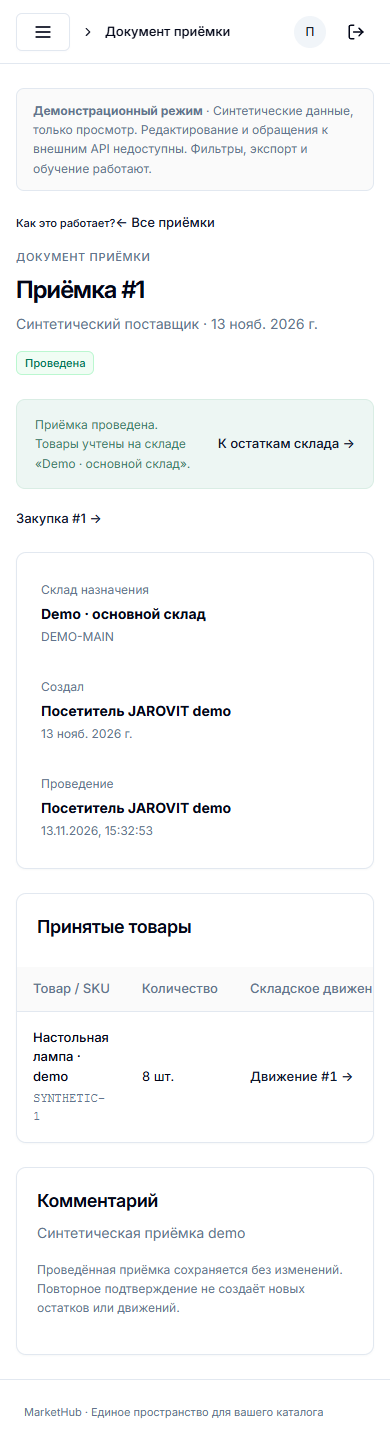 Документ приёмки
П
Демонстрационный режим · Синтетические данные,
только просмотр. Редактирование и обращения к
внешним API недоступны. Фильтры, экспорт и
обучение работают.
Как это работает?← Все приёмки
ДОКУМЕНТ ПРИЁМКИ
Приёмка #1
Синтетический поставщик · 13 нояб. 2026 г.
Проведена
Приёмка проведена.
Товары учтены на складе
«Demo · основной склад».
К остаткам склада →
Закупка #1 →
Склад назначения
Demo · основной склад
DEMO-MAIN
Создал
Посетитель JAROVIT demo
13 нояб. 2026 г.
Проведение
Посетитель JAROVIT demo
13.11.2026, 15:32:53
Принятые товары
Товар / SKU Количество Складское движен
Настольная
лампа ·
demo
SYNTHETIC-
1
8 шт.
Движение #1 →
Комментарий
Синтетическая приёмка demo
Проведённая приёмка сохраняется без изменений.
Повторное подтверждение не создаёт новых
остатков или движений.
MarketHub · Единое пространство для вашего каталога